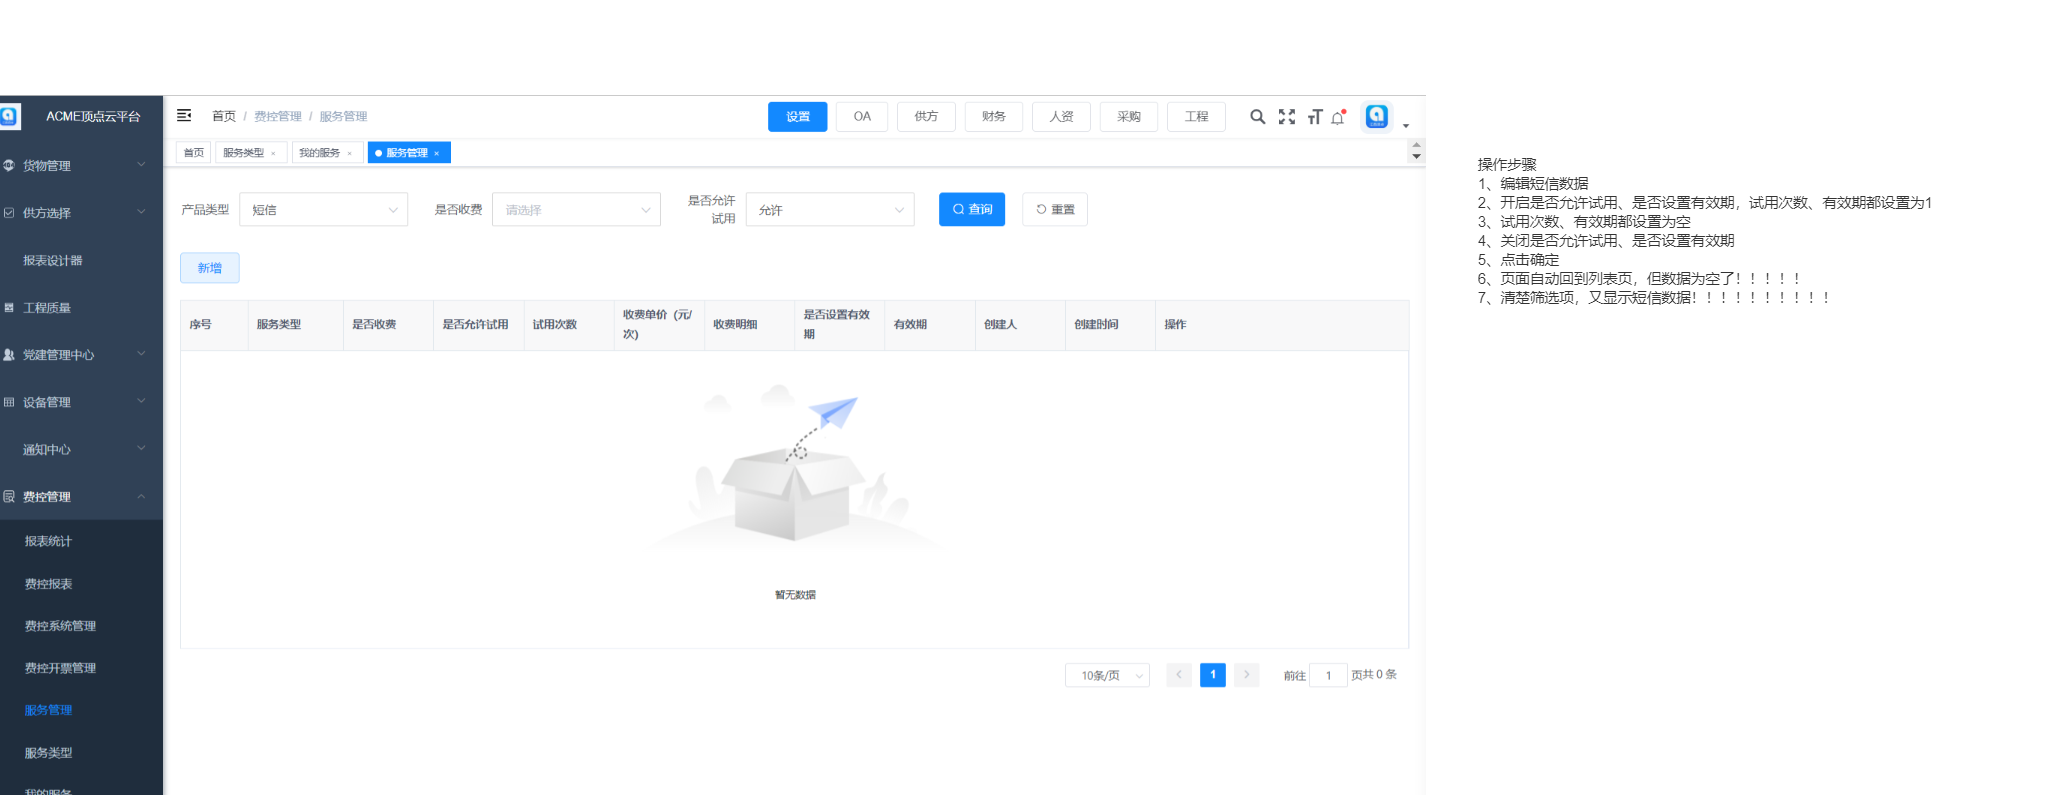 ACME顶点云平台
首页 / 费控管理 / 服务管理
设置 OA 供方 财务 人资 采购 工程
首页 服务类型 × 我的服务 × 服务管理 ×
货物管理
供方选择
报表设计器
工程质量
党建管理中心
设备管理
通知中心
费控管理
报表统计
费控报表
费控系统管理
费控开票管理
服务管理
服务类型
我的服务
产品类型 短信 是否收费 请选择 是否允许试用 允许 查询 重置
新增
序号 服务类型 是否收费 是否允许试用 试用次数 收费单价 (元/次) 收费明细 是否设置有效期 有效期 创建人 创建时间 操作
暂无数据
10条/页 1 前往 1 页共 0 条
操作步骤
1、编辑短信数据
2、开启是否允许试用、是否设置有效期，试用次数、有效期都设置为1
3、试用次数、有效期都设置为空
4、关闭是否允许试用、是否设置有效期
5、点击确定
6、页面自动回到列表页，但数据为空了！！！！！
7、清楚筛选项，又显示短信数据！！！！！！！！！！